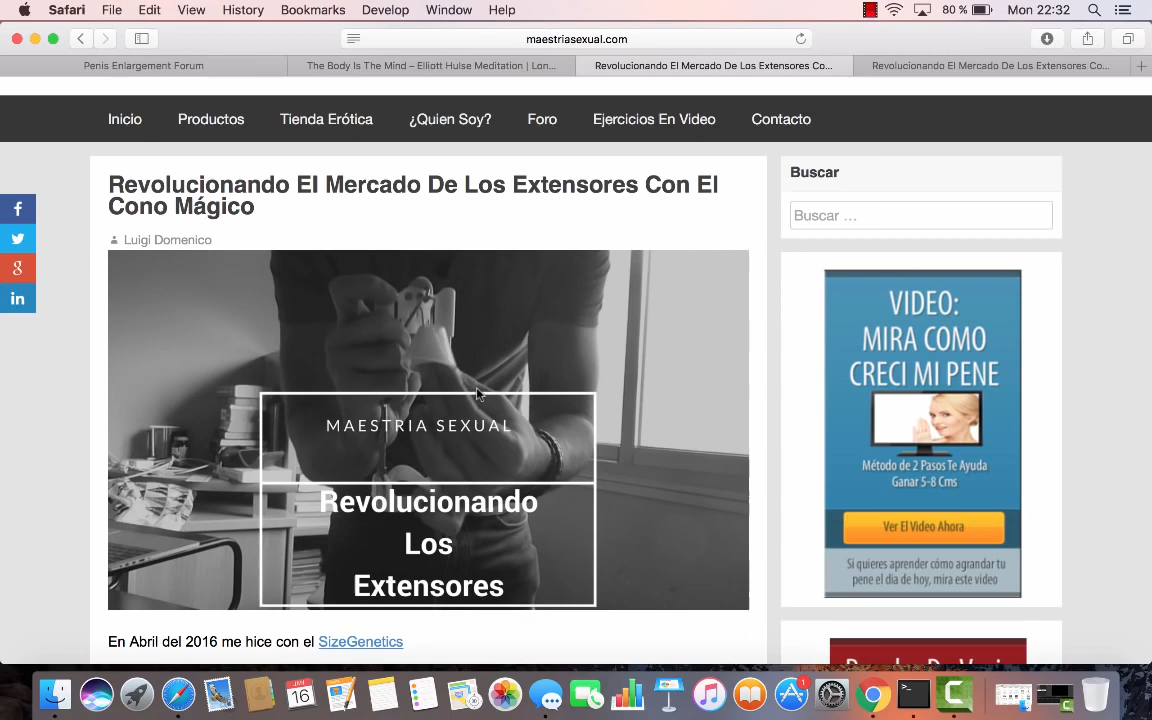 Safari File Edit View History Bookmarks Develop Window Help 80 % Mon 22:32
maestriasexual.com
Penis Enlargement Forum The Body Is The Mind – Elliott Hulse Meditation | Lon... Revolucionando El Mercado De Los Extensores Co... Revolucionando El Mercado De Los Extensores Co...
Inicio Productos Tienda Erótica ¿Quien Soy? Foro Ejercicios En Video Contacto
Revolucionando El Mercado De Los Extensores Con El
Cono Mágico
Luigi Domenico
MAESTRIA SEXUAL
Revolucionando
Los
Extensores
En Abril del 2016 me hice con el SizeGenetics
Buscar
Buscar …
VIDEO:
MIRA COMO
CRECI MI PENE
Método de 2 Pasos Te Ayuda
Ganar 5-8 Cms
Ver El Video Ahora
Si quieres aprender cómo agrandar tu
pene el dia de hoy, mira este video
JAN
16
1